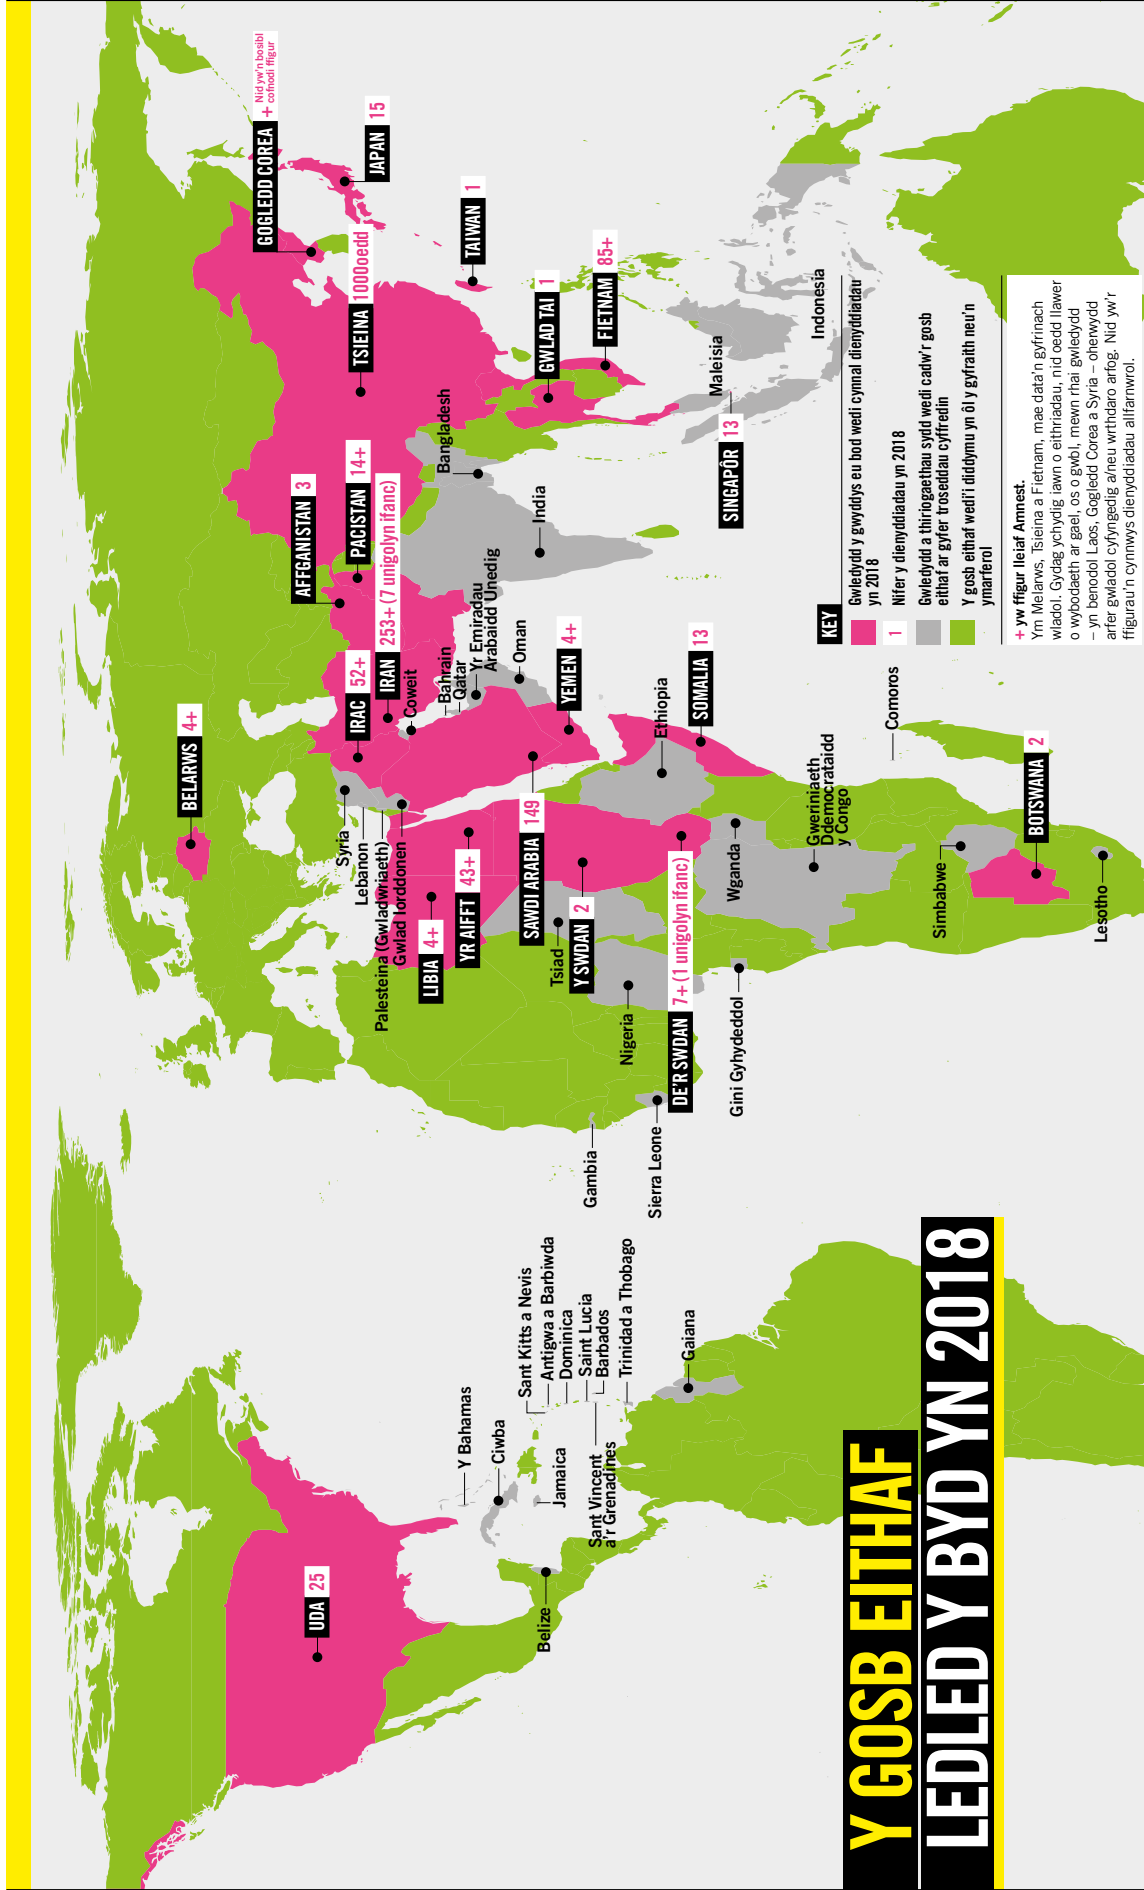 Y GOSB EITHAF
LEDLED Y BYD YN 2018
UDA 25
Y Bahamas
Ciwba
Jamaica
Belize
Sant Kitts a Nevis
Antigwa a Barbiwda
Dominica
Saint Lucia
Barbados
Sant Vincent
a'r Grenadines
Trinidad a Thobago
Gaiana
BELARWS 4+
Syria
Lebanon
Palesteina (Gwladwriaeth)
Gwlad Iorddonen
LIBIA 4+
YR AIFFT 43+
SAWDI ARABIA 149
Tsiad
Y SWDAN 2
Gambia
Nigeria
Sierra Leone
DE'R SWDAN 7+ (1 unigolyn ifanc)
Gini Gyhydeddol
Wganda
Gweriniaeth
Ddemocrataidd
y Congo
Simbabwe
BOTSWANA 2
Lesotho
Comoros
Ethiopia
SOMALIA 13
YEMEN 4+
Oman
Yr Emiradau
Arabaidd Unedig
Qatar
Bahrain
Coweit
IRAC 52+
IRAN 253+ (7 unigolyn ifanc)
AFFGANISTAN 3
PACISTAN 14+
India
Bangladesh
TSIEINA 1000oedd
GOGLEDD COREA +
Nid yw'n bosibl
cofnodi ffigur
JAPAN 15
TAIWAN 1
GWLAD TAI 1
FIETNAM 85+
Maleisia
SINGAPÔR 13
Indonesia
KEY
Gwledydd y gwyddys eu bod wedi cynnal dienyddiadau
yn 2018
1 Nifer y dienyddiadau yn 2018
Gwledydd a thiriogaethau sydd wedi cadw'r gosb
eithaf ar gyfer troseddau cyffredin
Y gosb eithaf wedi'i diddymu yn ôl y gyfraith neu'n
ymarferol
+ yw ffigur lleiaf Amnest.
Ym Melarws, Tsieina a Fietnam, mae data'n gyfrinach
wladol. Gydag ychydig iawn o eithriadau, nid oedd llawer
o wybodaeth ar gael, os o gwbl, mewn rhai gwledydd
– yn benodol Laos, Gogledd Corea a Syria – oherwydd
arfer gwladol cyfyngedig a/neu wrthdaro arfog. Nid yw'r
ffigurau'n cynnwys dienyddiadau allfarnwrol.